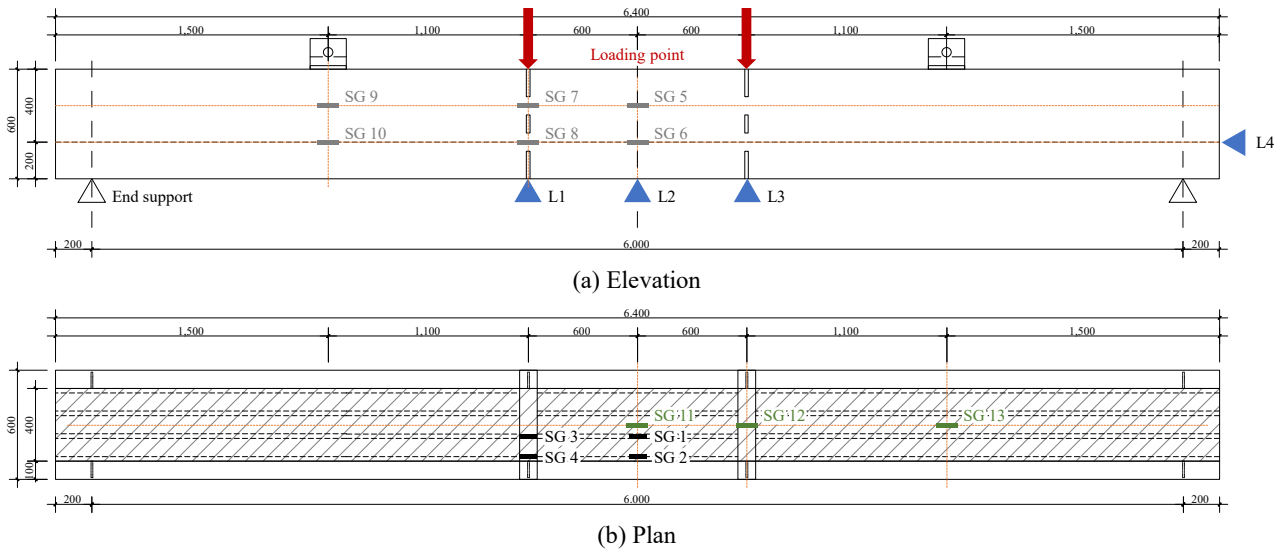 6.400
1,500 1,100 600 600 1,100 1,500
Loading point
SG 9 SG 7 SG 5
SG 10 SG 8 SG 6
600 400 200
L4
End support L1 L2 L3
200 6.000 200
(a) Elevation
6.400
1,500 1,100 600 600 1,100 1,500
SG 11 SG 12 SG 13
SG 3 SG 1
SG 4 SG 2
600 400 100
200 6.000 200
(b) Plan